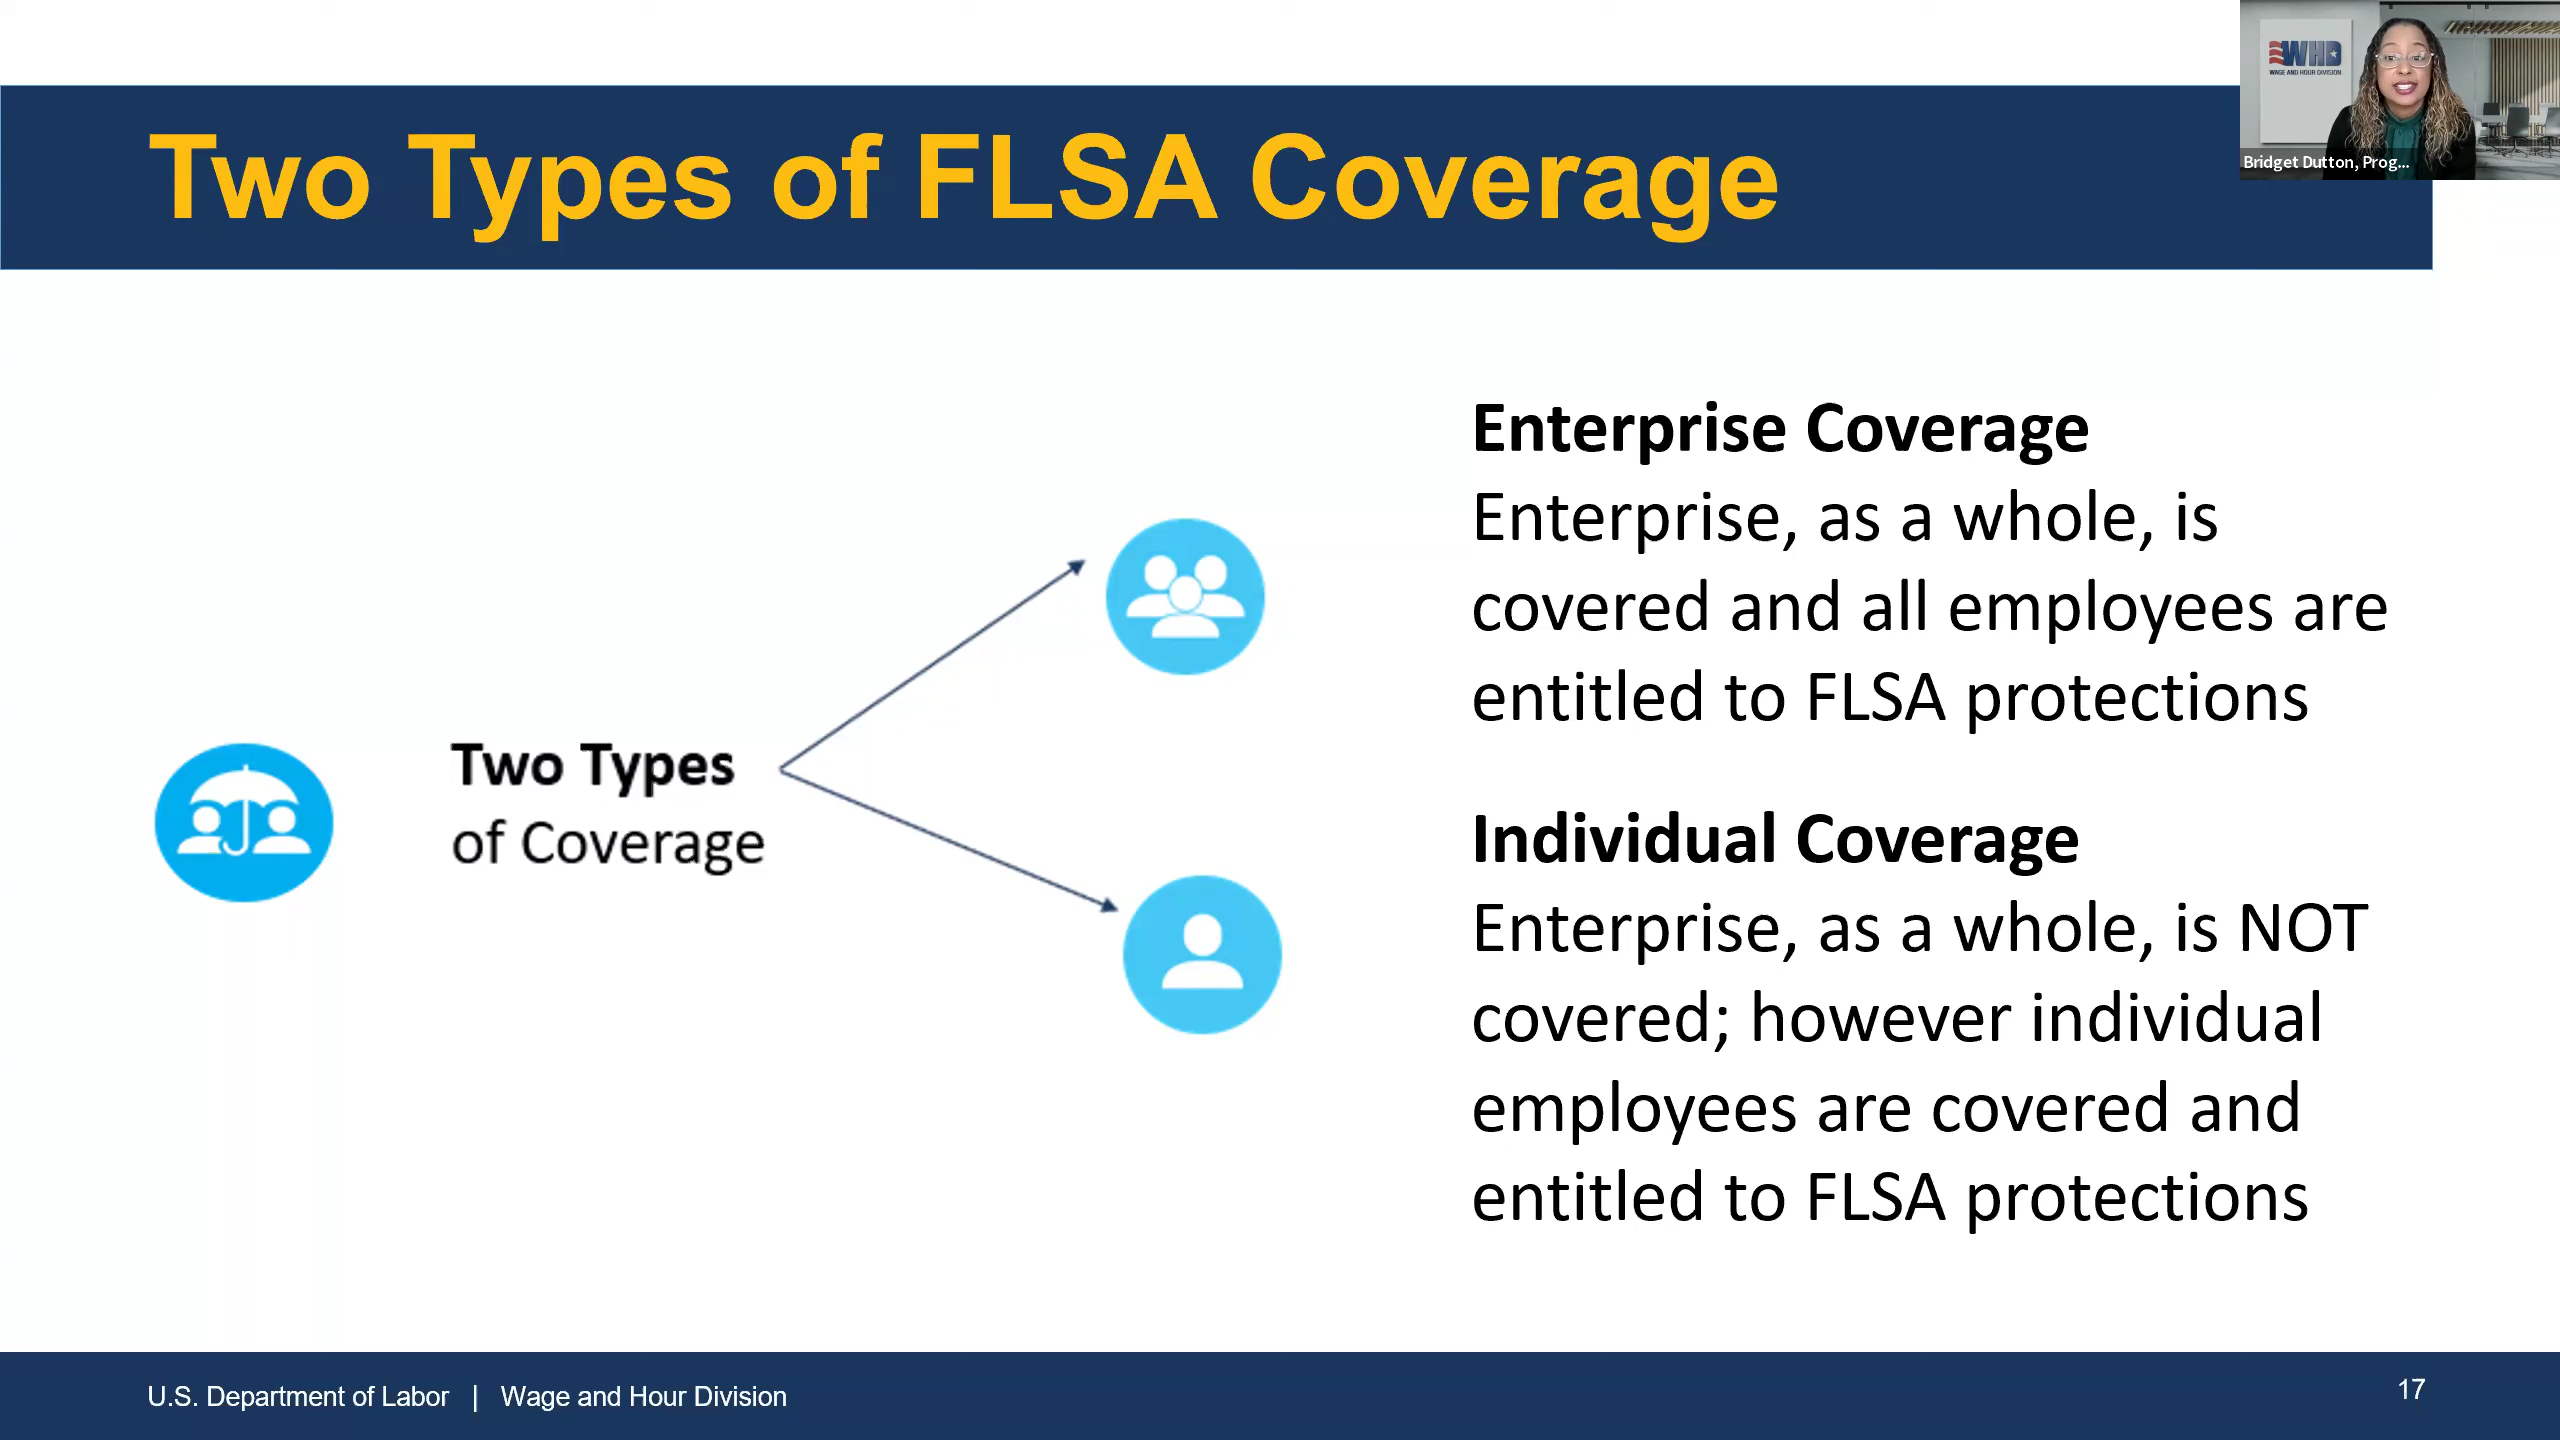 Two Types of FLSA Coverage
WHD
WAGE AND HOUR DIVISION
Bridget Dutton, Prog...
Two Types
of Coverage
Enterprise Coverage
Enterprise, as a whole, is
covered and all employees are
entitled to FLSA protections
Individual Coverage
Enterprise, as a whole, is NOT
covered; however individual
employees are covered and
entitled to FLSA protections
U.S. Department of Labor | Wage and Hour Division
17